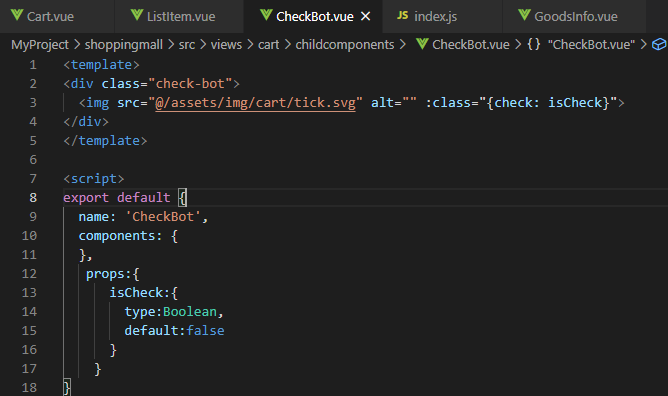 Cart.vue ListItem.vue CheckBot.vue × JS index.js GoodsInfo.vue
MyProject > shoppingmall > src > views > cart > childcomponents > CheckBot.vue > {} "CheckBot.vue" >
1 <template>
2 <div class="check-bot">
3   <img src="@/assets/img/cart/tick.svg" alt="" :class="{check: isCheck}">
4 </div>
5 </template>
6
7 <script>
8 export default {
9   name: 'CheckBot',
10   components: {
11   },
12    props:{
13       isCheck:{
14         type:Boolean,
15         default:false
16       }
17     }
18 }